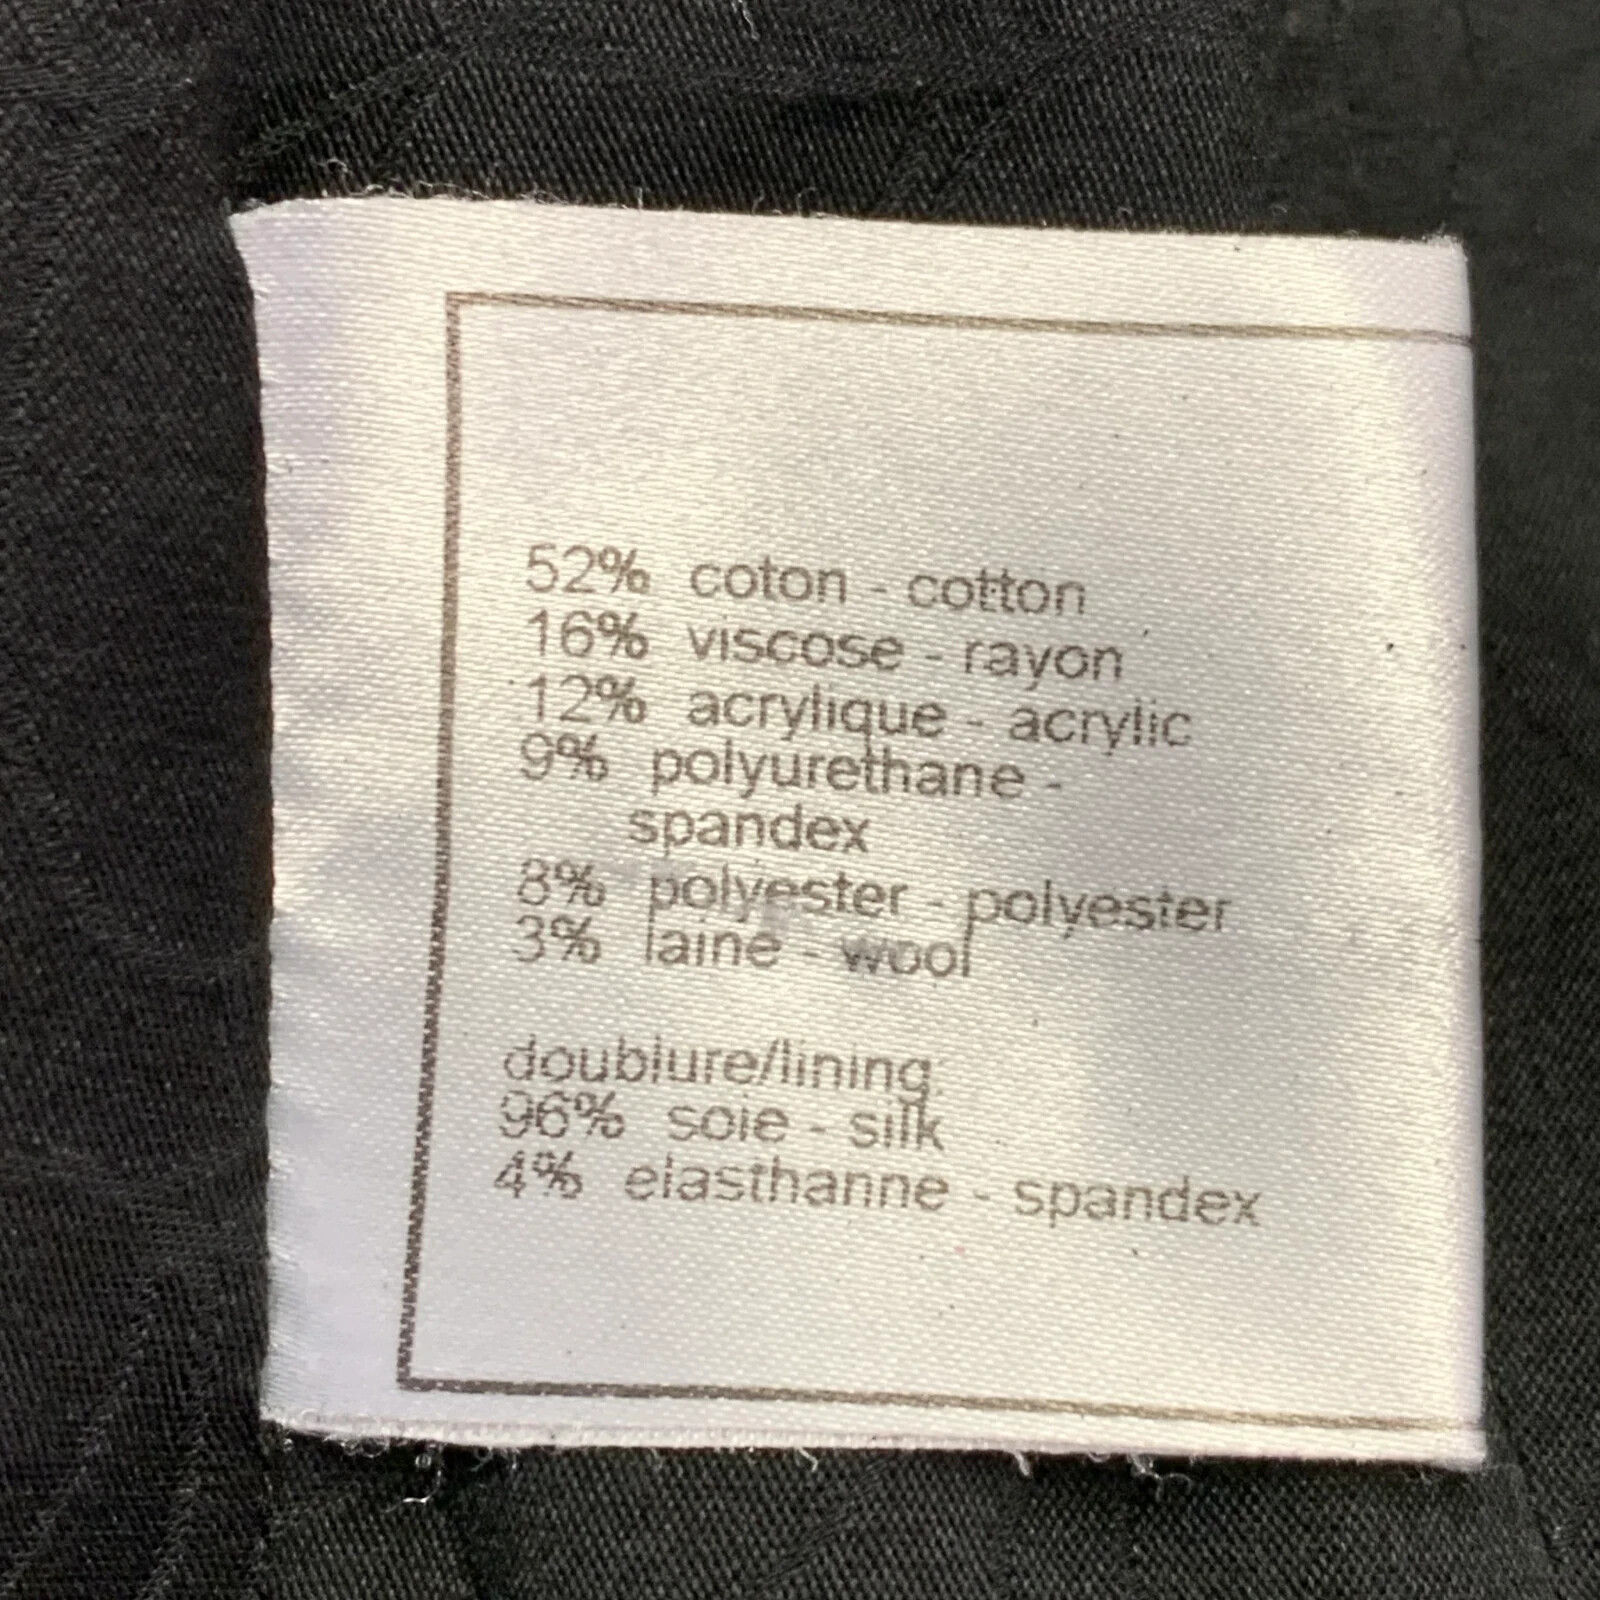 52% coton - cotton
16% viscose - rayon
12% acrylique - acrylic
9% polyurethane -
spandex
8% polyester - polyester
3% laine - wool
doublure/lining:
96% soie - silk
4% elasthanne - spandex